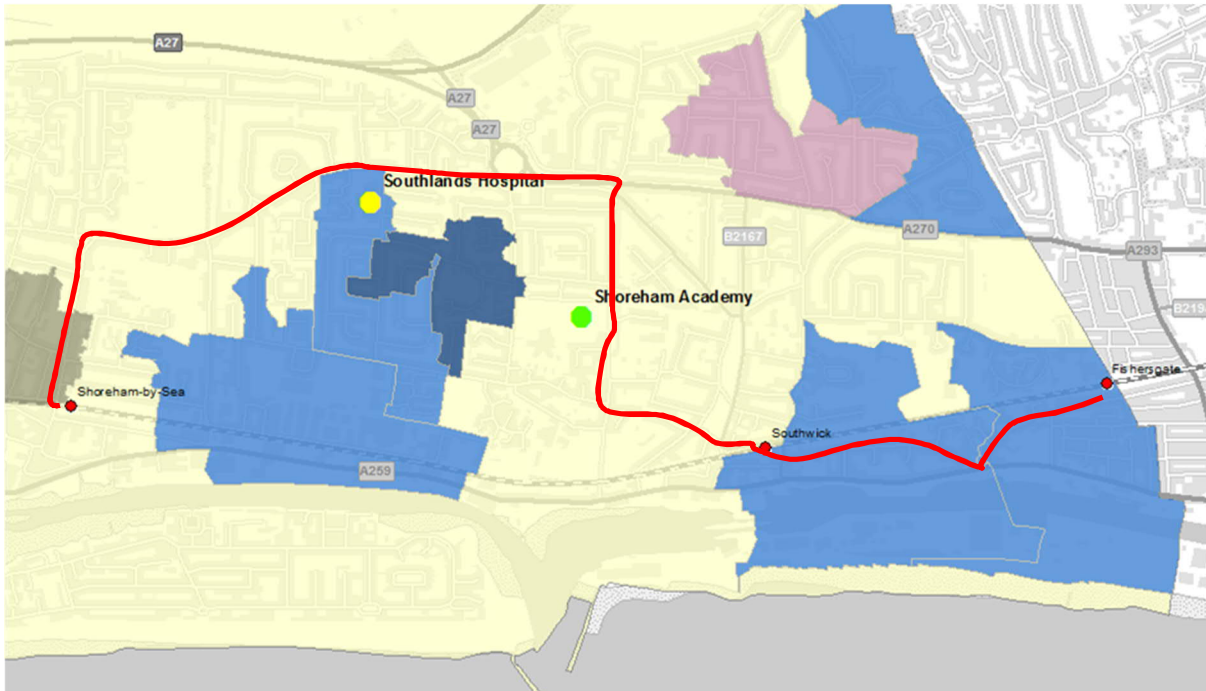 A27
A27
A27
Southlands Hospital
B2167
A270
A293
Shoreham Academy
B219
Fishersgate
Shoreham-by-Sea
Southwick
A259